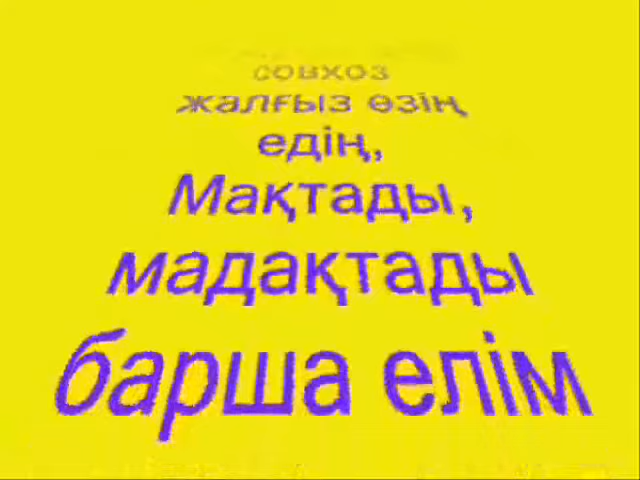 совхоз
жалғыз өзің
едің,
Мақтады,
мадақтады
барша елім